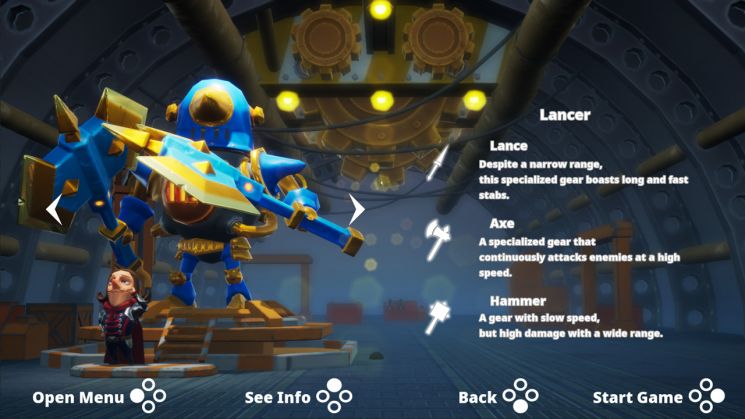 Lancer
Lance
Despite a narrow range,
this specialized gear boasts long and fast
stabs.
Axe
A specialized gear that
continuously attacks enemies at a high
speed.
Hammer
A gear with slow speed,
but high damage with a wide range.
Open Menu
See Info
Back
Start Game